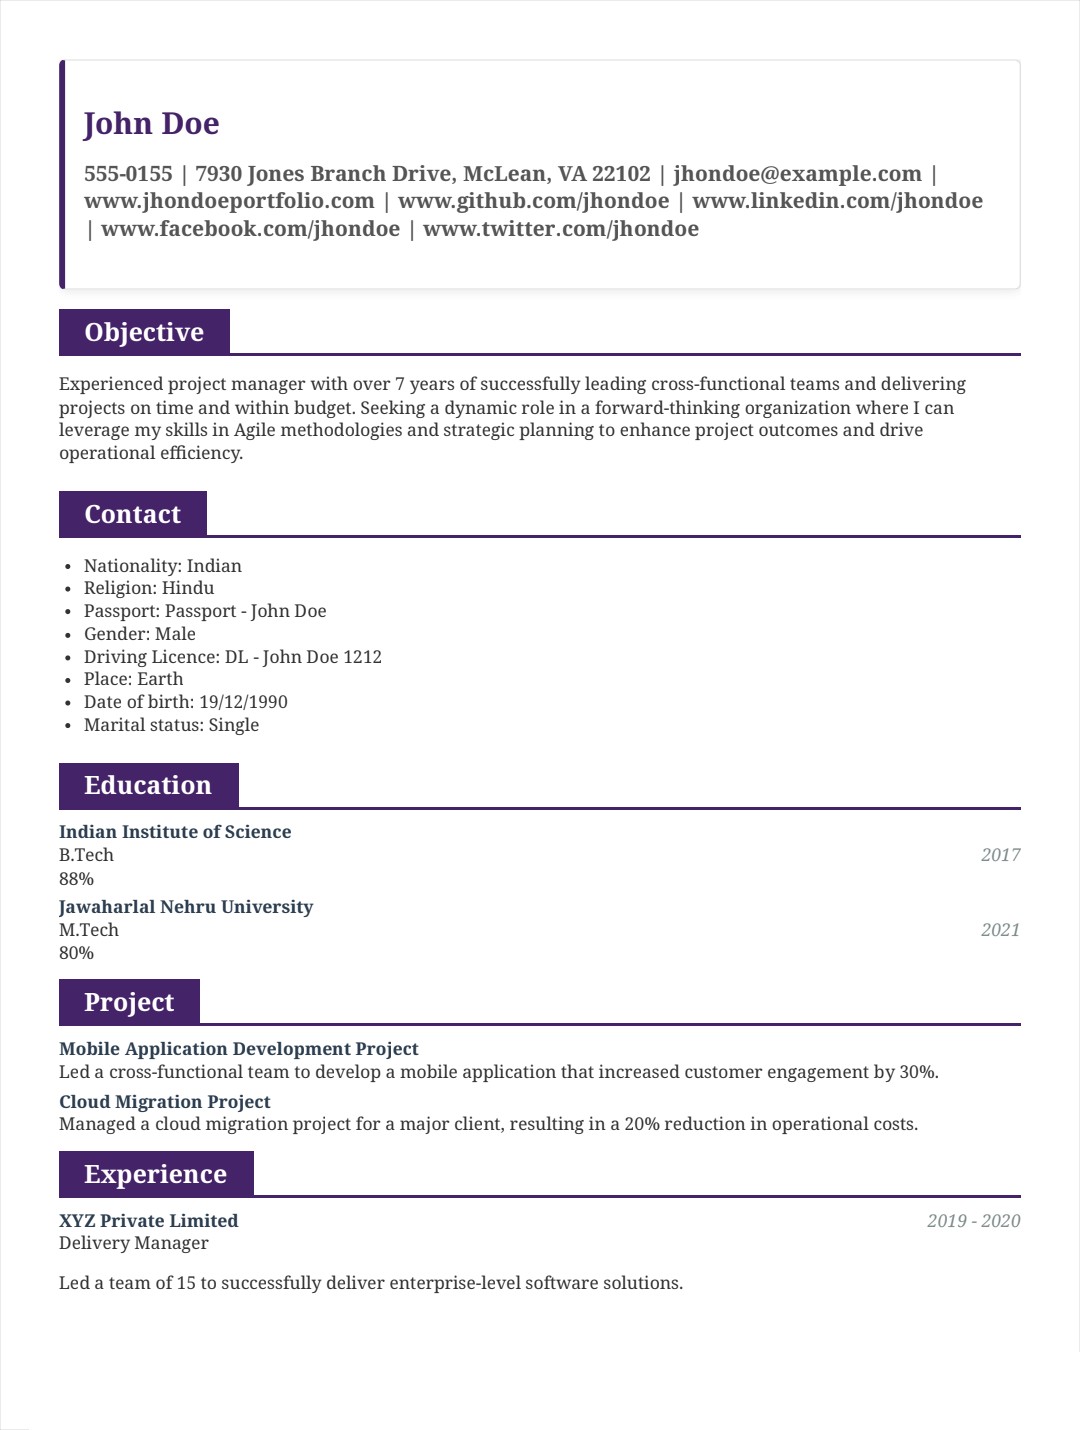 John Doe
555-0155 | 7930 Jones Branch Drive, McLean, VA 22102 | jhondoe@example.com |
www.jhondoeportfolio.com | www.github.com/jhondoe | www.linkedin.com/jhondoe
| www.facebook.com/jhondoe | www.twitter.com/jhondoe
Objective
Experienced project manager with over 7 years of successfully leading cross-functional teams and delivering
projects on time and within budget. Seeking a dynamic role in a forward-thinking organization where I can
leverage my skills in Agile methodologies and strategic planning to enhance project outcomes and drive
operational efficiency.
Contact
• Nationality: Indian
• Religion: Hindu
• Passport: Passport - John Doe
• Gender: Male
• Driving Licence: DL - John Doe 1212
• Place: Earth
• Date of birth: 19/12/1990
• Marital status: Single
Education
Indian Institute of Science
B.Tech 2017
88%
Jawaharlal Nehru University
M.Tech 2021
80%
Project
Mobile Application Development Project
Led a cross-functional team to develop a mobile application that increased customer engagement by 30%.
Cloud Migration Project
Managed a cloud migration project for a major client, resulting in a 20% reduction in operational costs.
Experience
XYZ Private Limited 2019 - 2020
Delivery Manager
Led a team of 15 to successfully deliver enterprise-level software solutions.